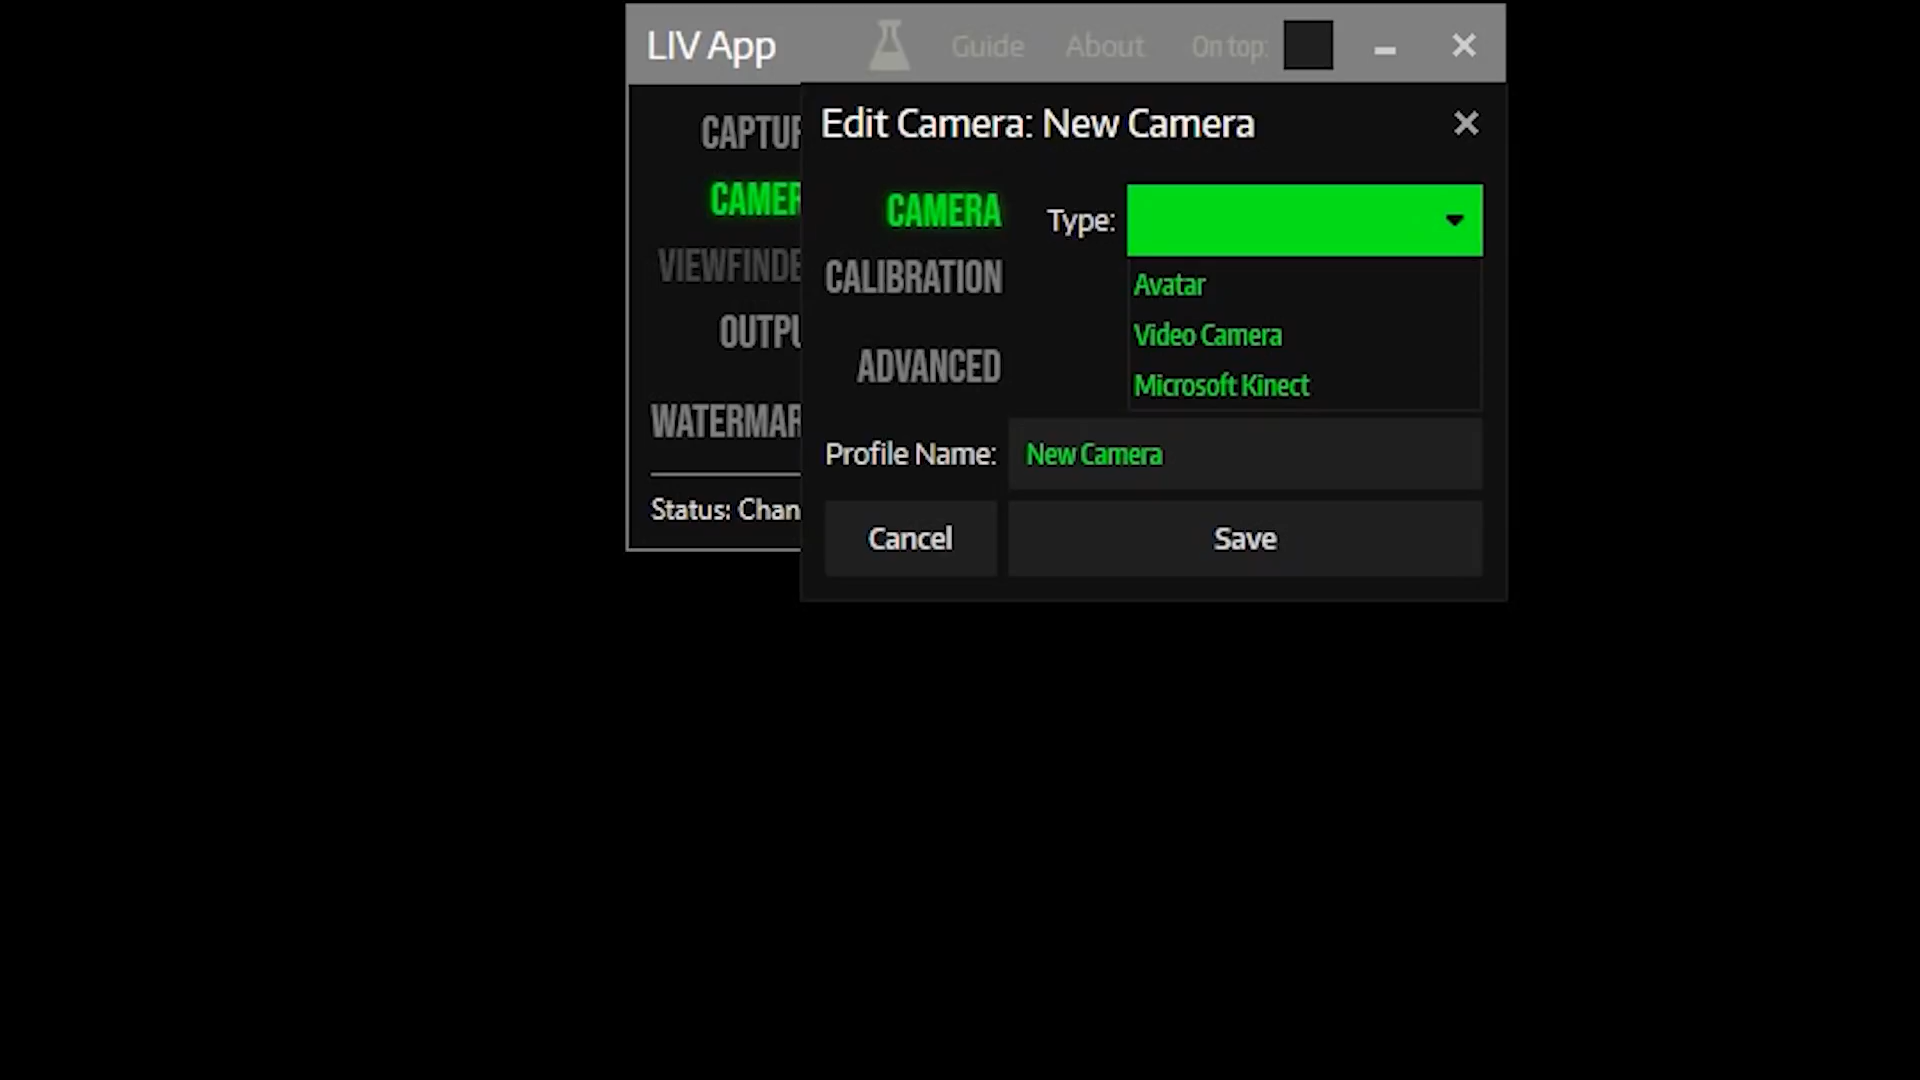 LIV App Guide About On top:
Edit Camera: New Camera
CAPTUR
CAMER
VIEWFINDE
OUTPU
WATERMAR
Status: Chan
CAMERA
CALIBRATION
ADVANCED
Type:
Avatar
Video Camera
Microsoft Kinect
Profile Name: New Camera
Cancel Save